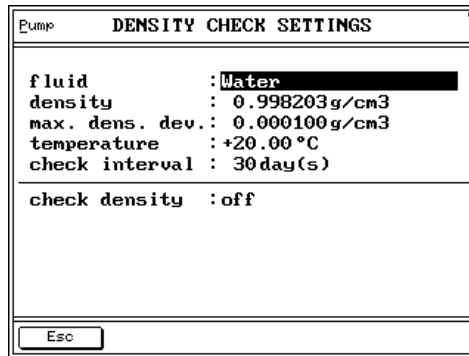 Pump DENSITY CHECK SETTINGS
fluid :Water
density : 0.998203g/cm3
max. dens. dev.: 0.000100g/cm3
temperature :+20.00°C
check interval : 30day(s)
check density :off
Esc